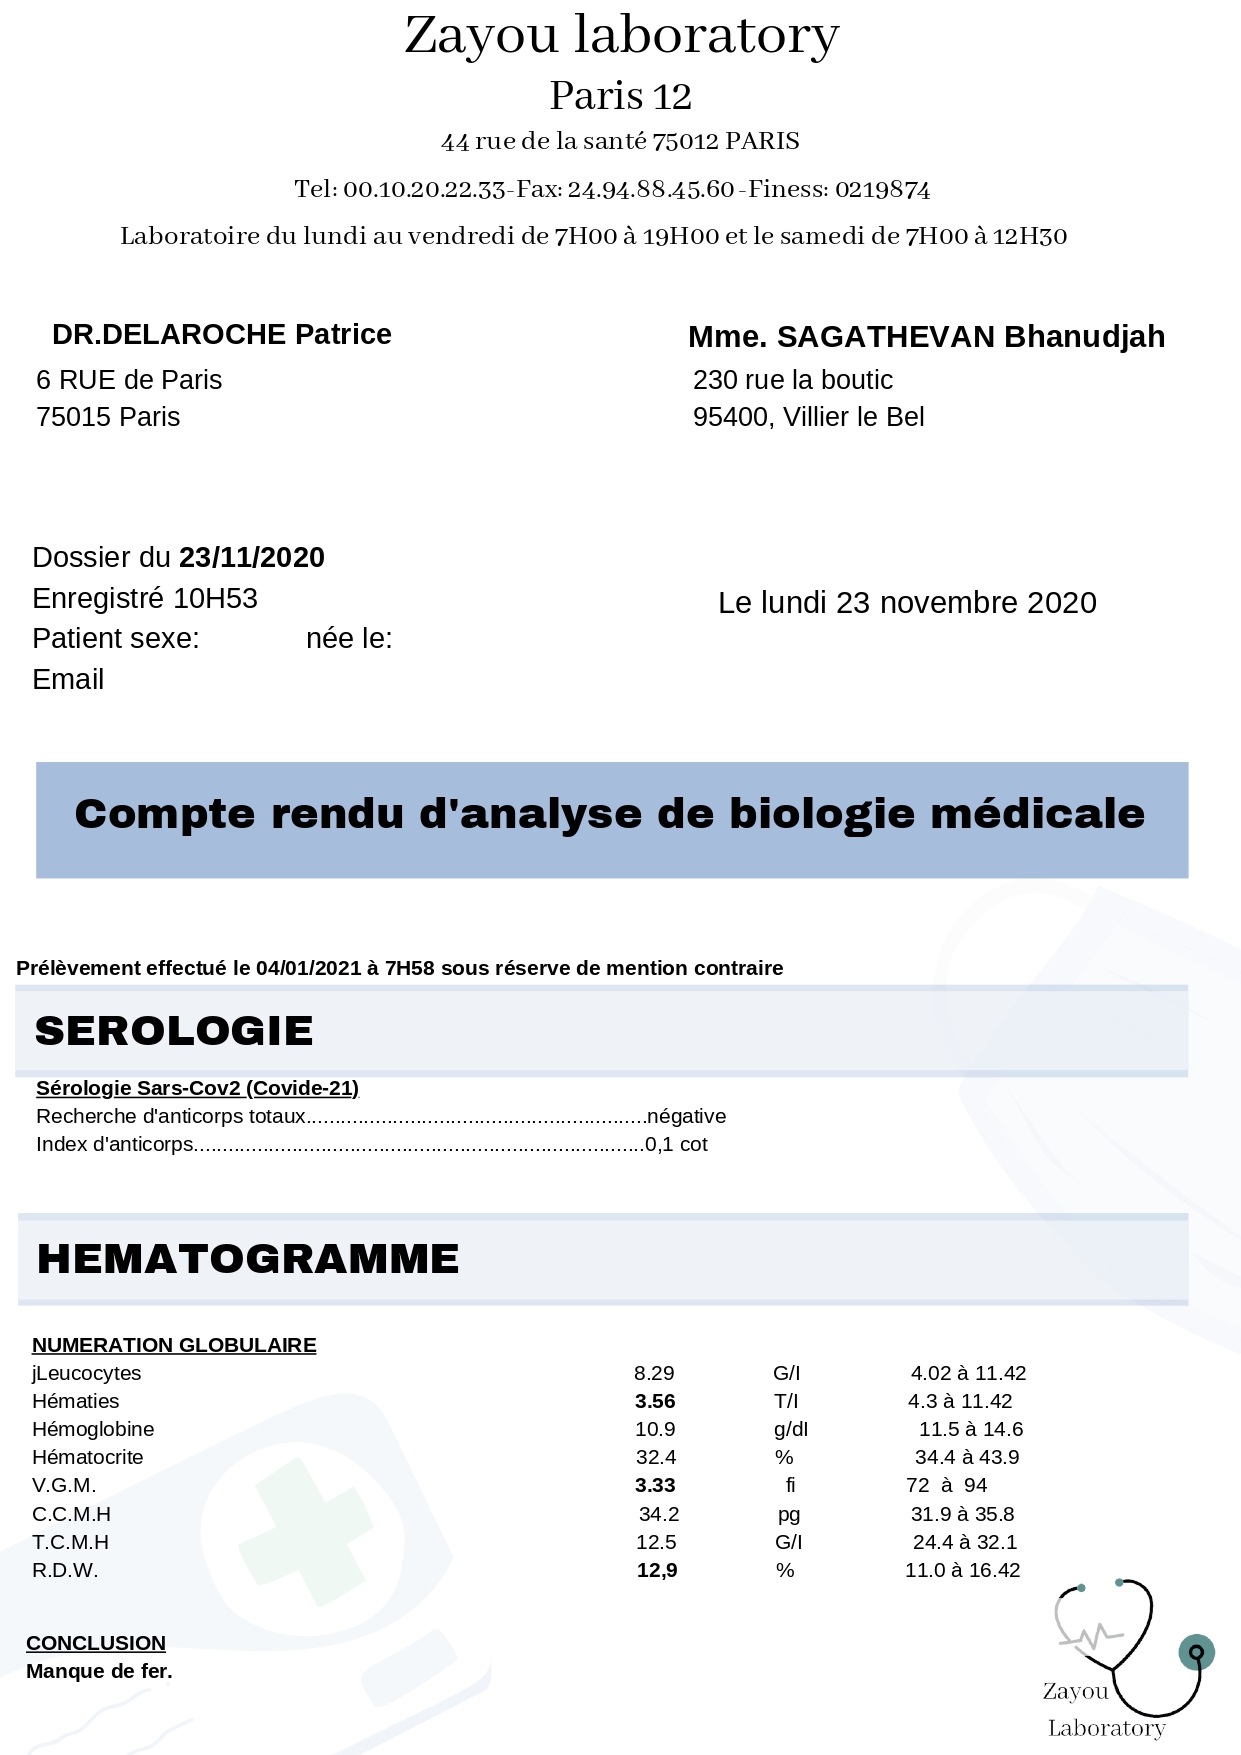 Zayou laboratory
Paris 12
44 rue de la santé 75012 PARIS
Tel: 00.10.20.22.33-Fax: 24.94.88.45.60 -Finess: 0219874
Laboratoire du lundi au vendredi de 7H00 à 19H00 et le samedi de 7H00 à 12H30
DR.DELAROCHE Patrice
6 RUE de Paris
75015 Paris
Mme. SAGATHEVAN Bhanudjah
230 rue la boutic
95400, Villier le Bel
Dossier du 23/11/2020
Enregistré 10H53
Patient sexe: née le:
Email
Le lundi 23 novembre 2020
Compte rendu d'analyse de biologie médicale
Prélèvement effectué le 04/01/2021 à 7H58 sous réserve de mention contraire
SEROLOGIE
Sérologie Sars-Cov2 (Covide-21)
Recherche d'anticorps totaux............................................................négative
Index d'anticorps...............................................................................0,1 cot
HEMATOGRAMME
NUMERATION GLOBULAIRE
jLeucocytes 8.29 G/I 4.02 à 11.42
Hématies 3.56 T/I 4.3 à 11.42
Hémoglobine 10.9 g/dI 11.5 à 14.6
Hématocrite 32.4 % 34.4 à 43.9
V.G.M. 3.33 fi 72 à 94
C.C.M.H 34.2 pg 31.9 à 35.8
T.C.M.H 12.5 G/I 24.4 à 32.1
R.D.W. 12,9 % 11.0 à 16.42
CONCLUSION
Manque de fer.
Zayou
Laboratory